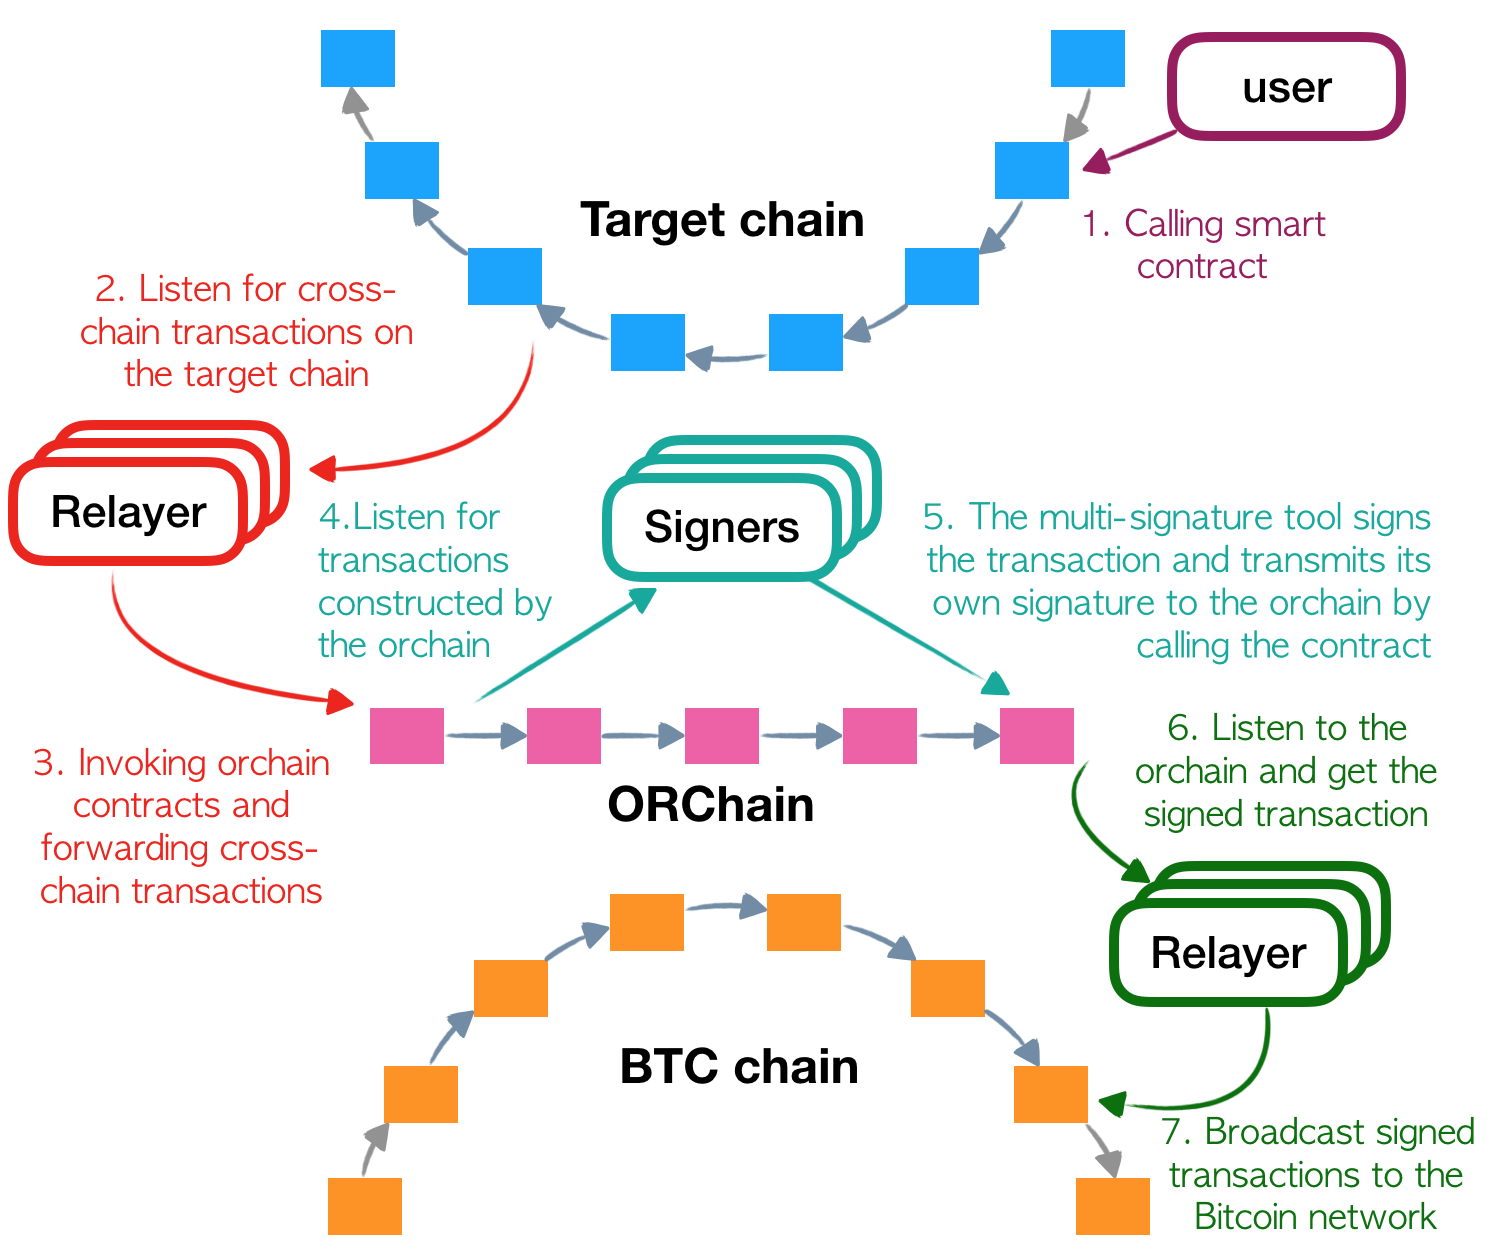 user
Target chain
1. Calling smart
contract
2. Listen for cross-
chain transactions on
the target chain
Relayer
Signers
4.Listen for
transactions
constructed by
the orchain
5. The multi-signature tool signs
the transaction and transmits its
own signature to the orchain by
calling the contract
3. Invoking orchain
contracts and
forwarding cross-
chain transactions
ORChain
6. Listen to the
orchain and get the
signed transaction
Relayer
BTC chain
7. Broadcast signed
transactions to the
Bitcoin network